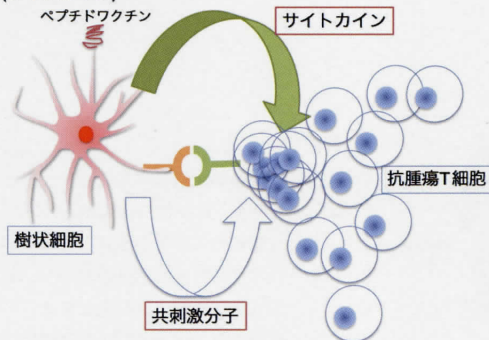 ペプチドワクチン
サイトカイン
抗腫瘍T細胞
樹状細胞
共刺激分子